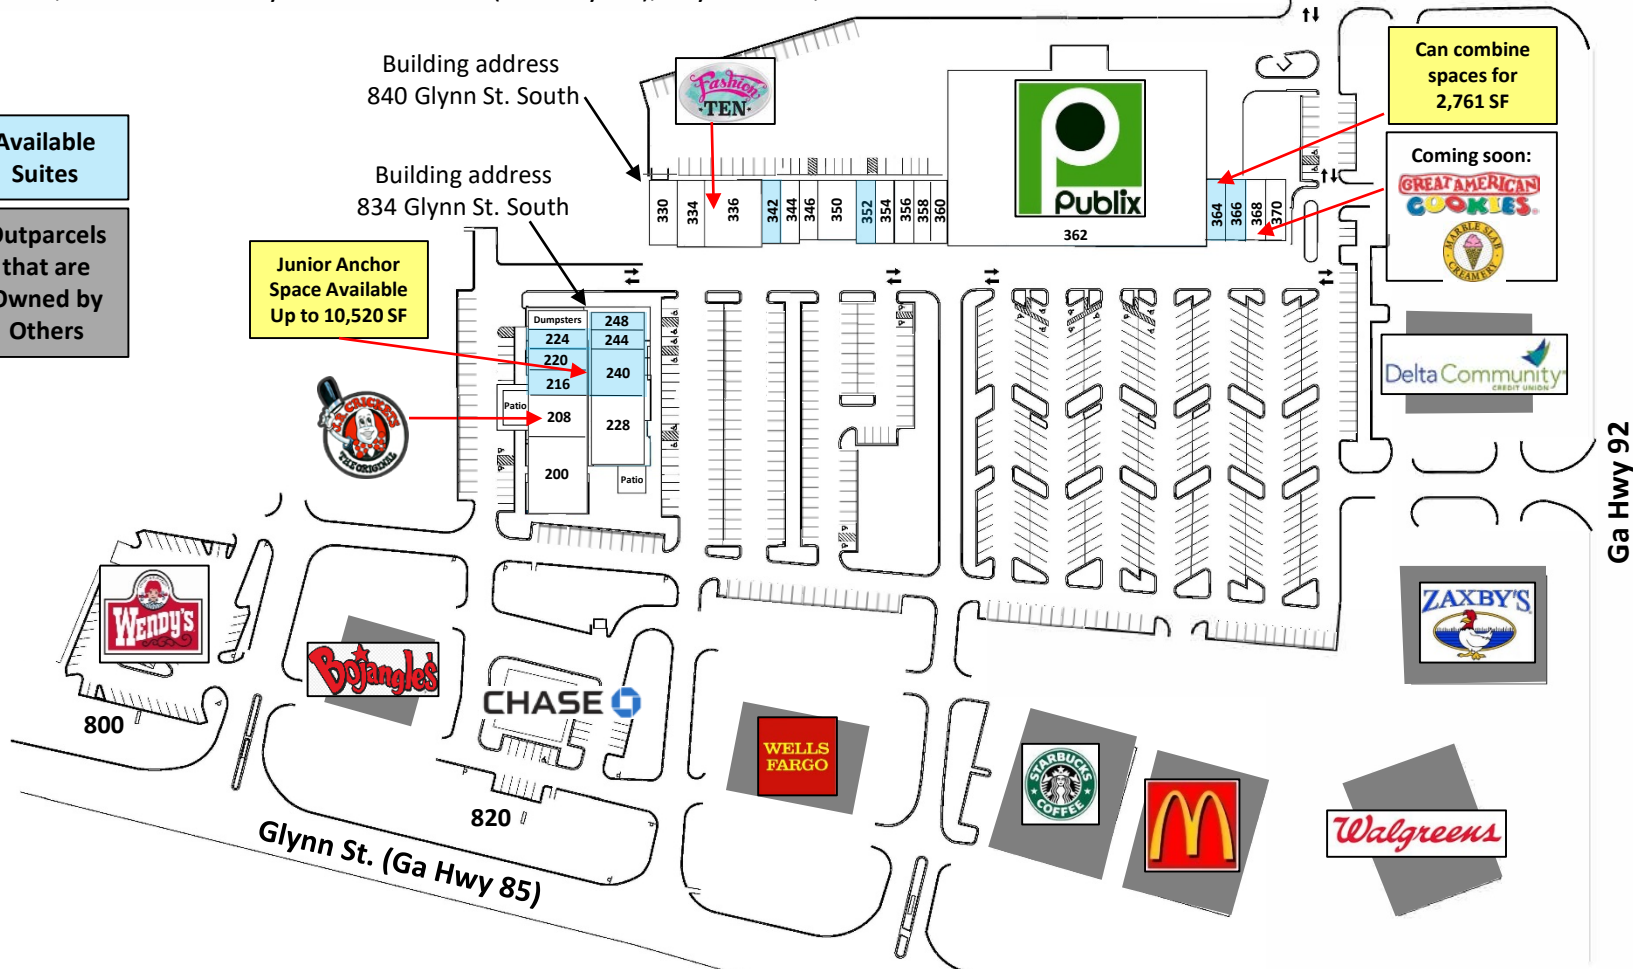 Building address
840 Glynn St. South
Fashion
TEN
Can combine
spaces for
2,761 SF
Available
Suites
Publix
Coming soon:
GREAT AMERICAN
COOKIES
MARBLE SLAB
CREAMERY
Building address
834 Glynn St. South
330
334
336
342
344
346
350
352
354
356
358
360
362
364
366
368
370
Outparcels
that are
Owned by
Others
Junior Anchor
Space Available
Up to 10,520 SF
Dumpsters
248
224
244
220
240
216
Patio
208
228
200
Patio
J.R. CRICKETS
THE ORIGINAL
Delta Community
CREDIT UNION
Ga Hwy 92
WENDY'S
ZAXBY'S
Bojangles'
CHASE
800
WELLS
FARGO
STARBUCKS
COFFEE
Walgreens
820
Glynn St. (Ga Hwy 85)